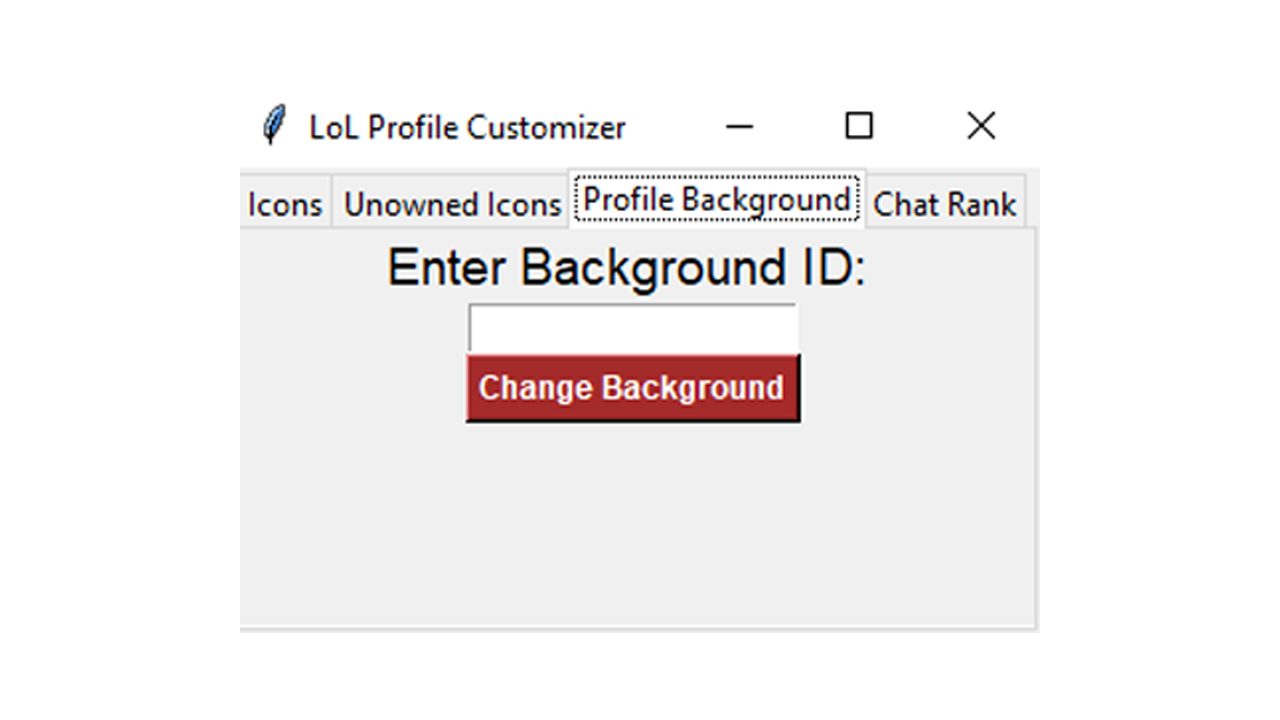 LoL Profile Customizer
Icons Unowned Icons Profile Background Chat Rank
Enter Background ID:
Change Background